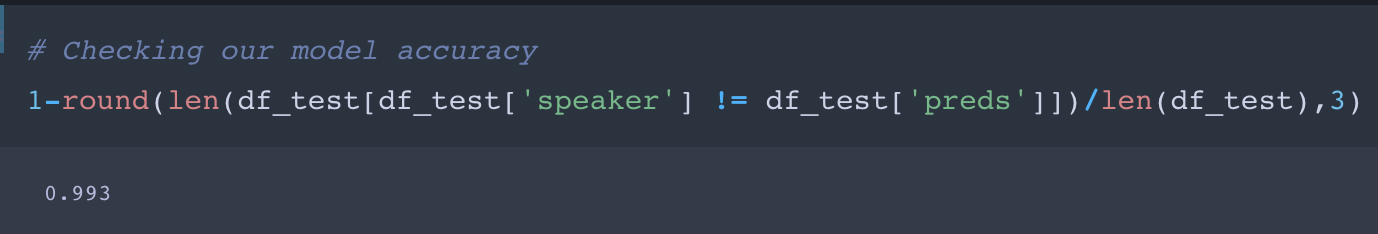 # Checking our model accuracy
1-round(len(df_test[df_test['speaker'] != df_test['preds']])/len(df_test),3)
0.993